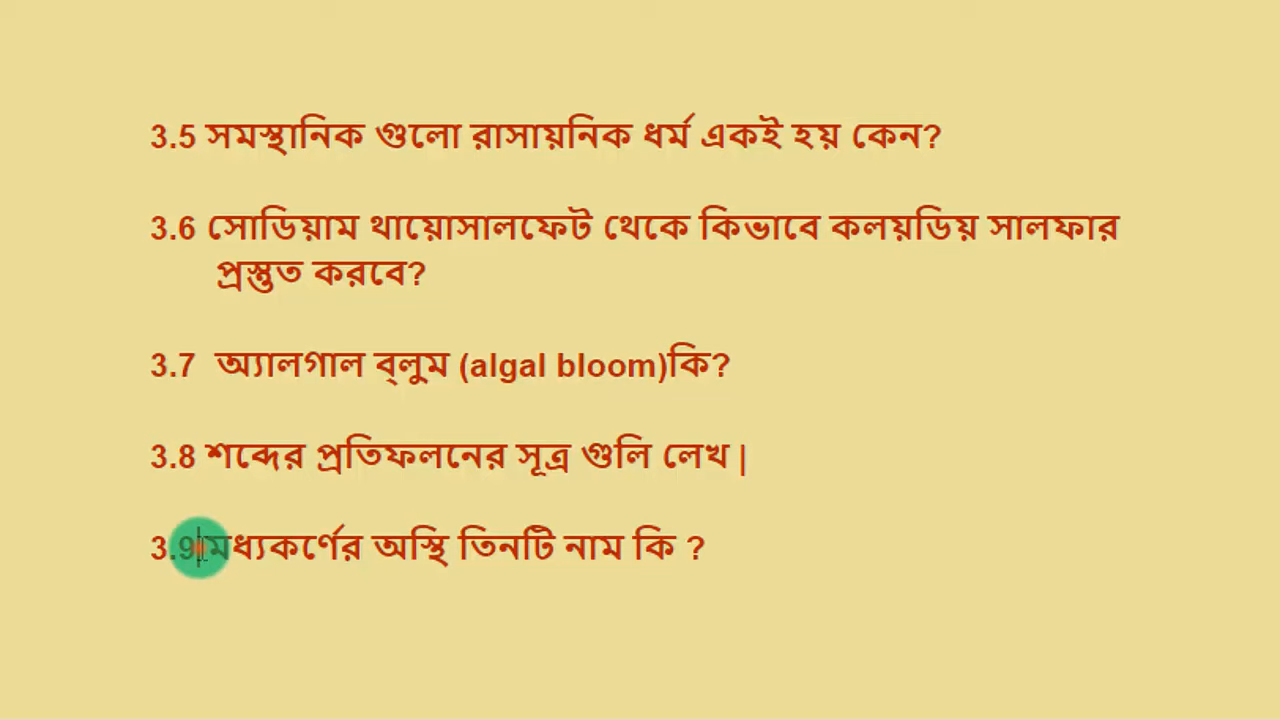 3.5 সমস্থানিক গুলো রাসায়নিক ধর্ম একই হয় কেন?
3.6 সোডিয়াম থায়োসালফেট থেকে কিভাবে কলয়ডিয় সালফার
প্রস্তুত করবে?
3.7 অ্যালগাল ব্লুম (algal bloom)কি?
3.8 শব্দের প্রতিফলনের সূত্র গুলি লেখ |
3.9 মধ্যকর্ণের অস্থি তিনটি নাম কি ?